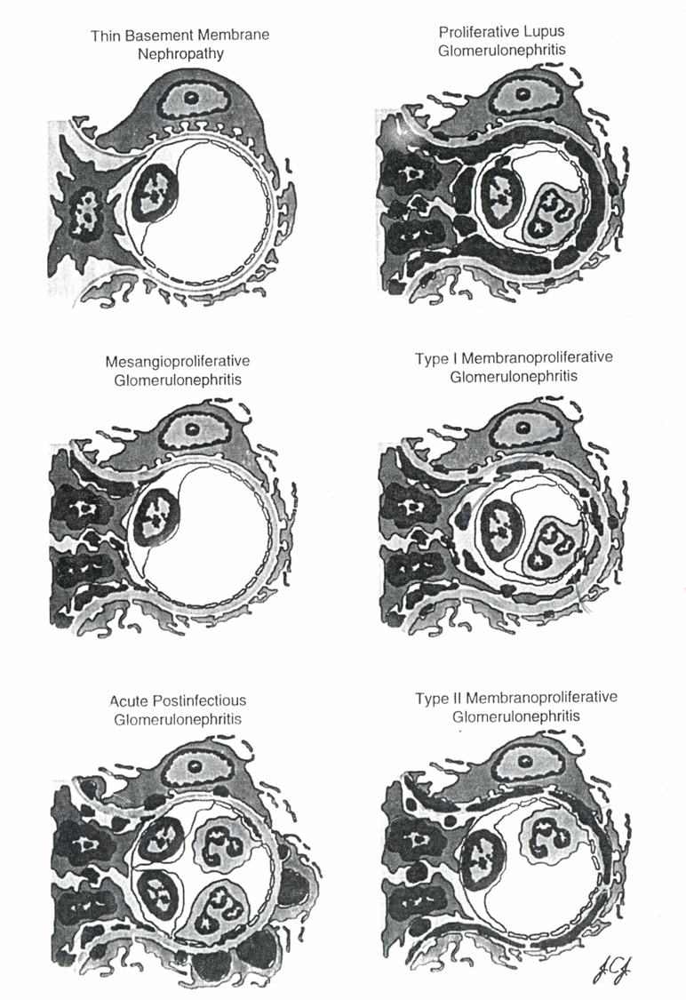 Thin Basement Membrane
Nephropathy
Proliferative Lupus
Glomerulonephritis
Mesangioproliferative
Glomerulonephritis
Type I Membranoproliferative
Glomerulonephritis
Acute Postinfectious
Glomerulonephritis
Type II Membranoproliferative
Glomerulonephritis
J.C.J.